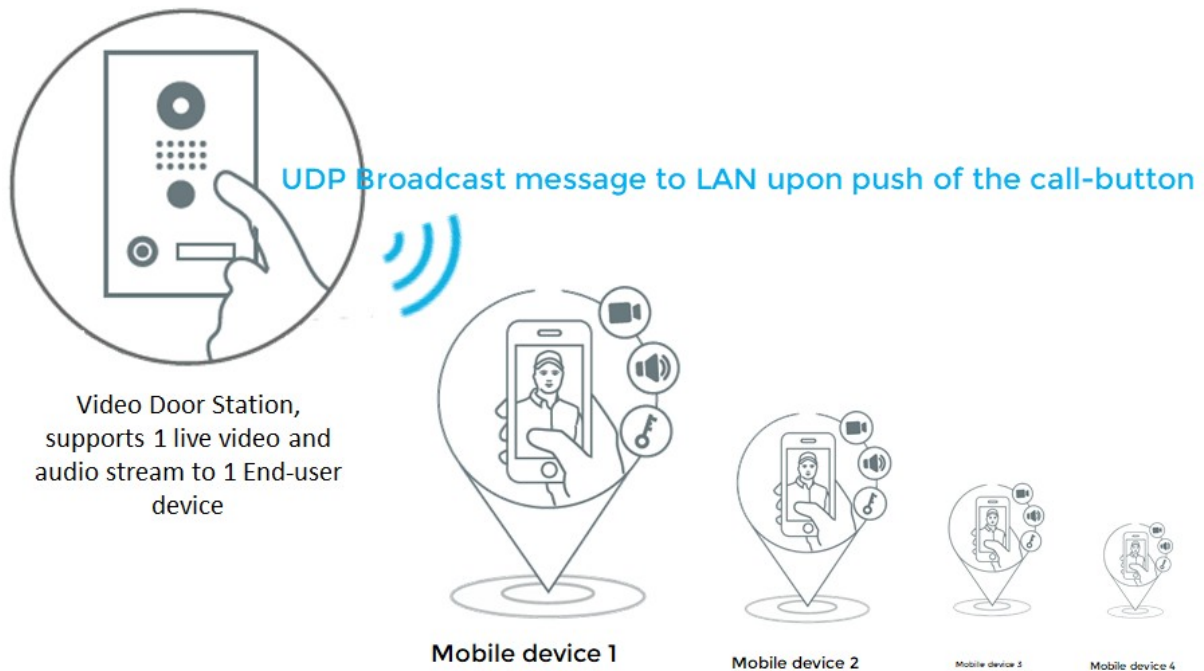 UDP Broadcast message to LAN upon push of the call-button
Video Door Station,
supports 1 live video and
audio stream to 1 End-user
device
Mobile device 1
Mobile device 2
Mobile device 3
Mobile device 4